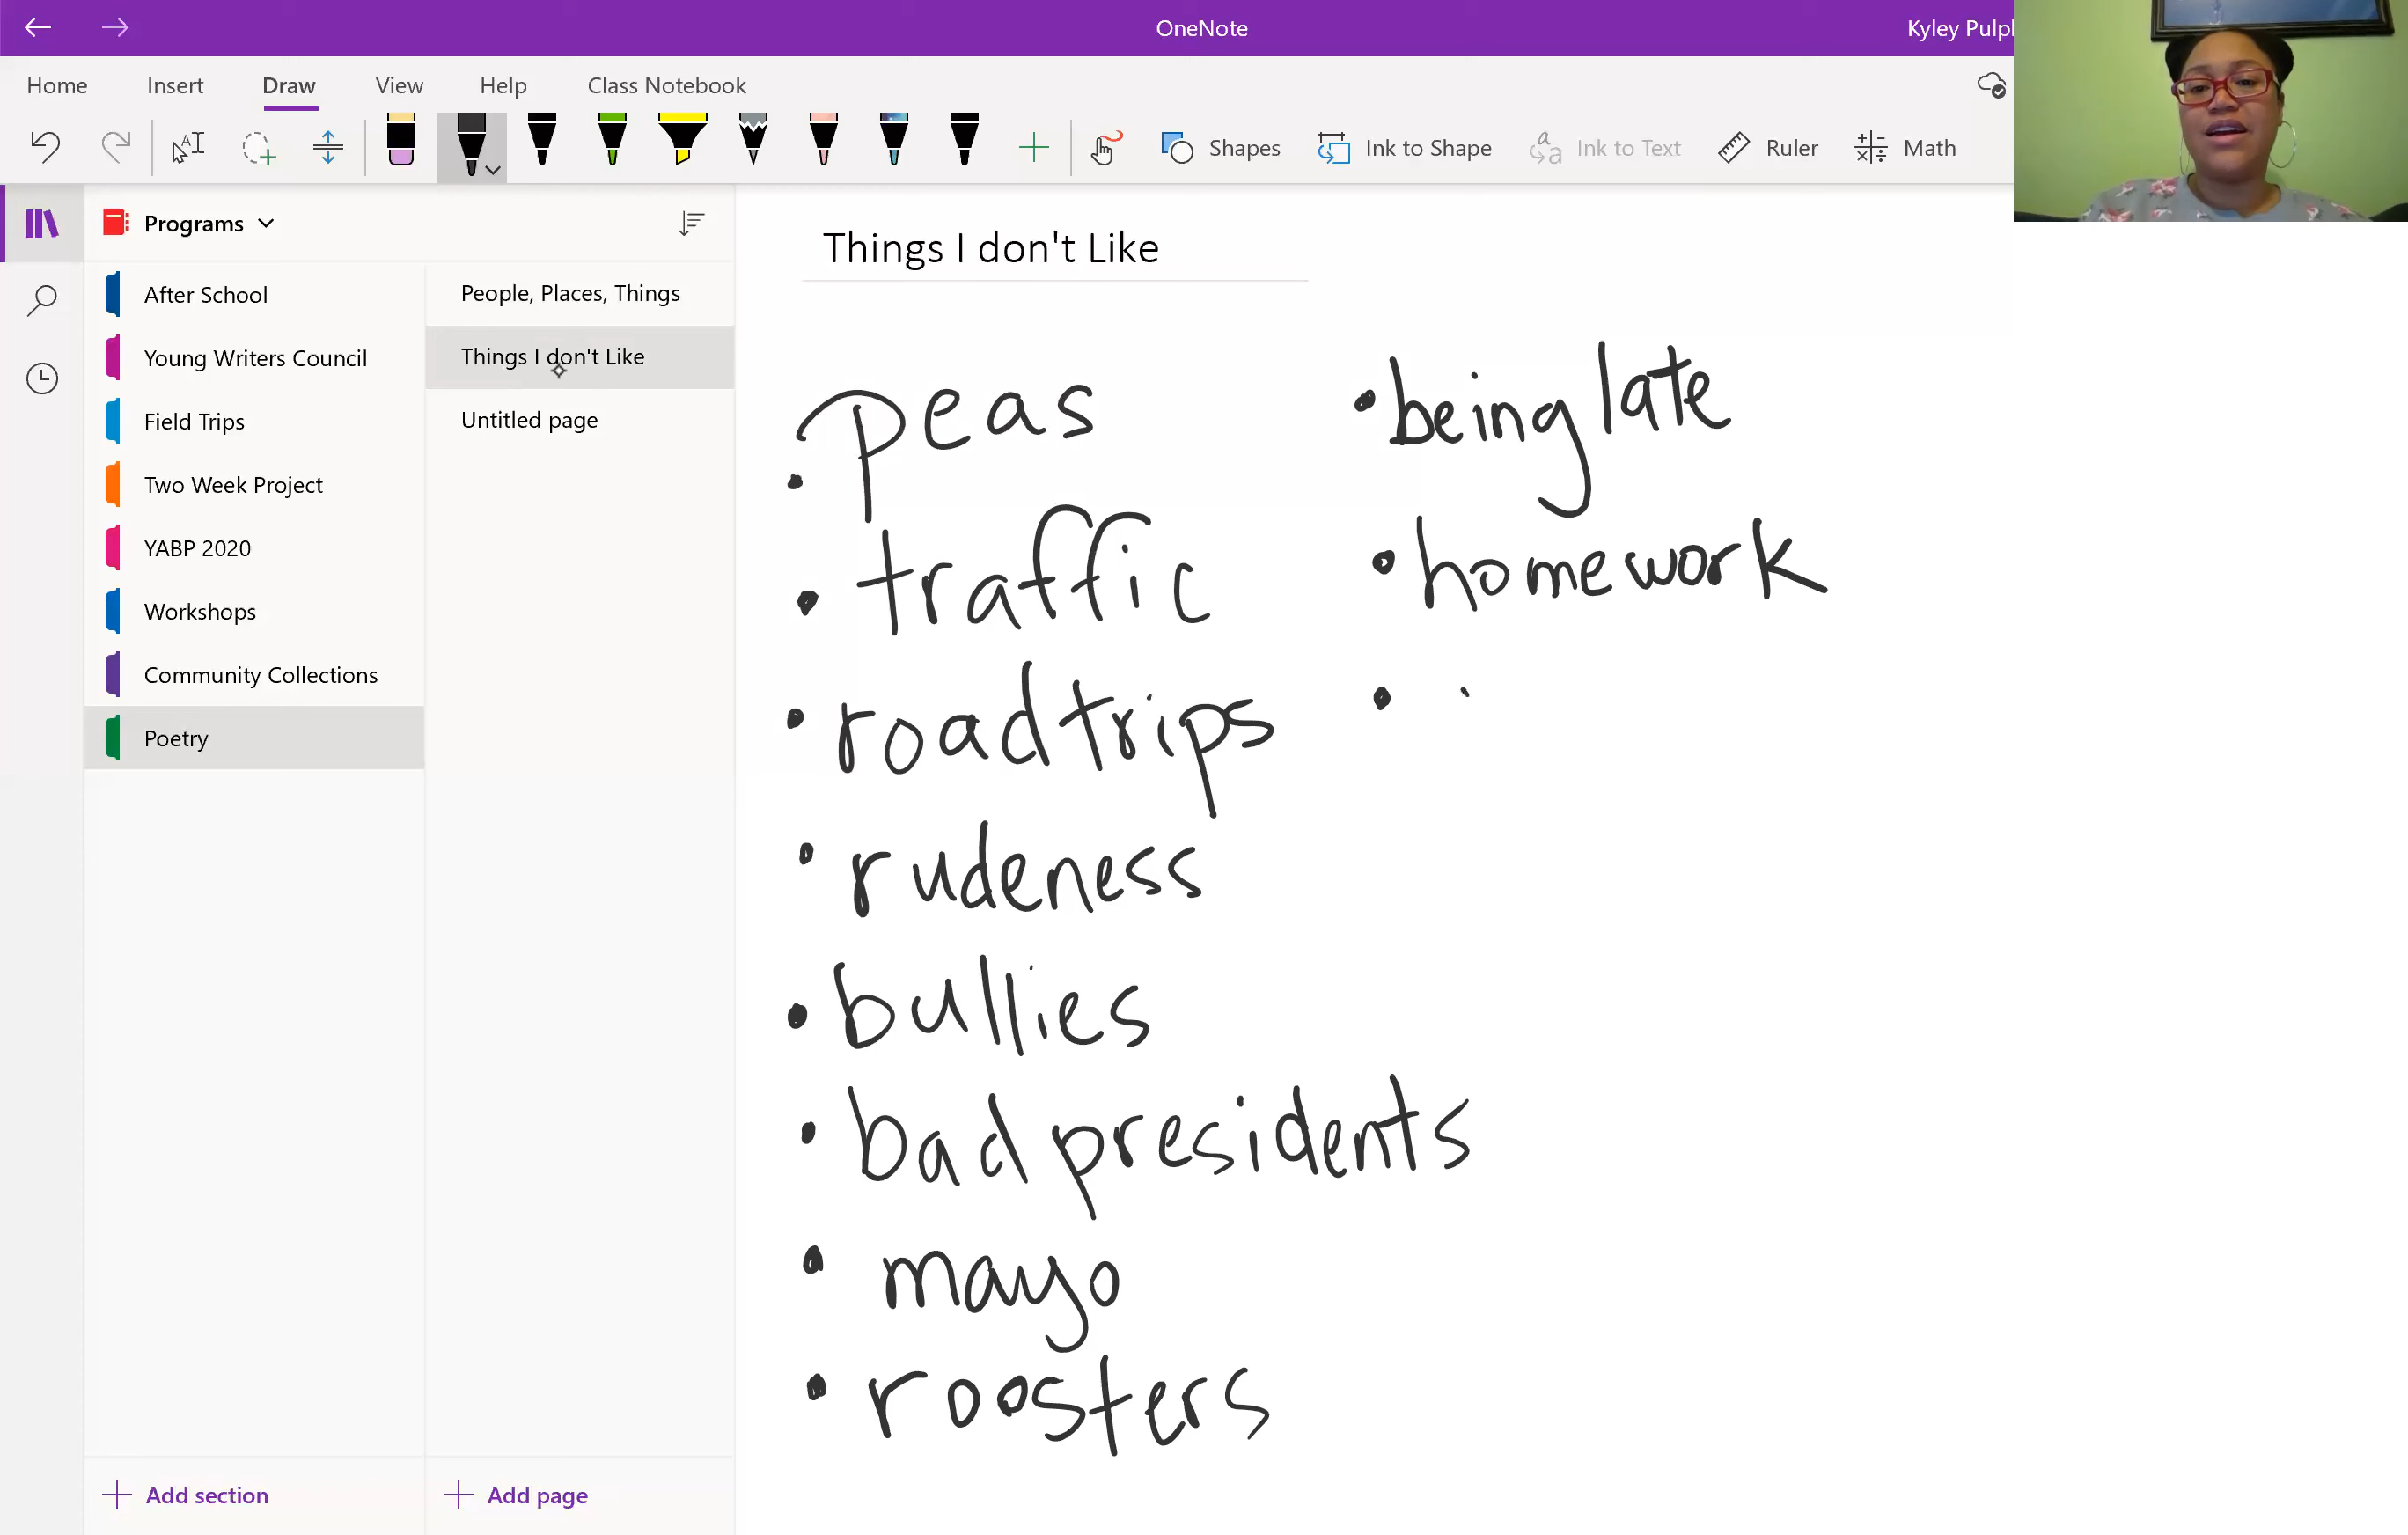 OneNote
Kyley Pulpl
Home Insert Draw View Help Class Notebook
Shapes Ink to Shape Ink to Text Ruler Math
Programs
After School
Young Writers Council
Field Trips
Two Week Project
YABP 2020
Workshops
Community Collections
Poetry
Add section
People, Places, Things
Things I don't Like
Untitled page
Add page
Things I don't Like
• peas
• traffic
• road trips
• rudeness
• bullies
• bad presidents
• mayo
• roosters
• being late
• homework
•